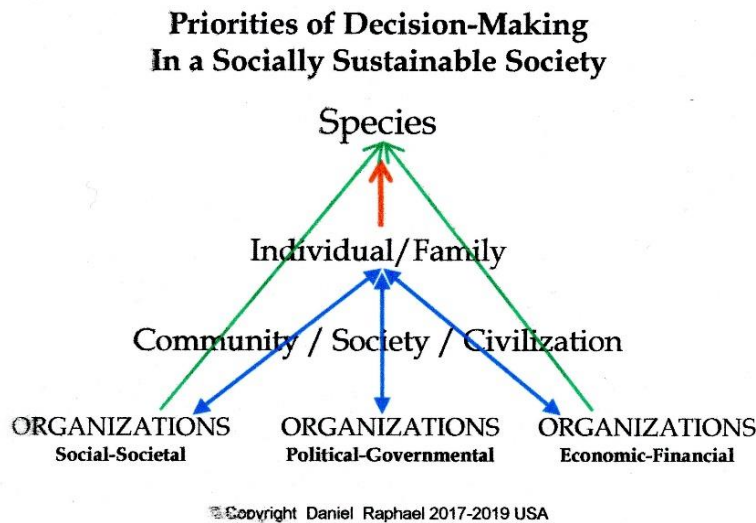 Priorities of Decision-Making
In a Socially Sustainable Society
Species
Individual/Family
Community / Society / Civilization
ORGANIZATIONS ORGANIZATIONS ORGANIZATIONS
Social-Societal Political-Governmental Economic-Financial
Copyright Daniel Raphael 2017-2019 USA